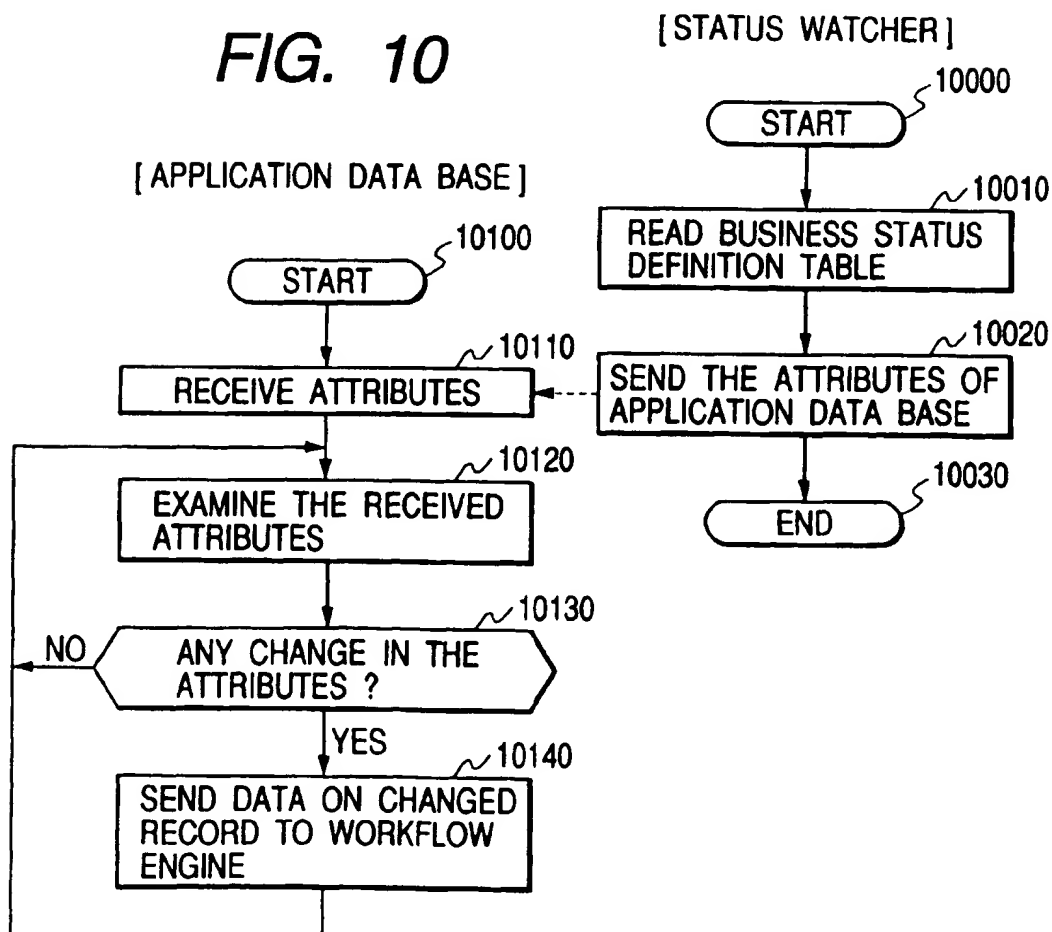 FIG. 10
[STATUS WATCHER]
10000
START
10010
READ BUSINESS STATUS
DEFINITION TABLE
10020
SEND THE ATTRIBUTES OF
APPLICATION DATA BASE
10030
END
[APPLICATION DATA BASE]
10100
START
10110
RECEIVE ATTRIBUTES
10120
EXAMINE THE RECEIVED
ATTRIBUTES
10130
ANY CHANGE IN THE
ATTRIBUTES ?
NO
YES
10140
SEND DATA ON CHANGED
RECORD TO WORKFLOW
ENGINE